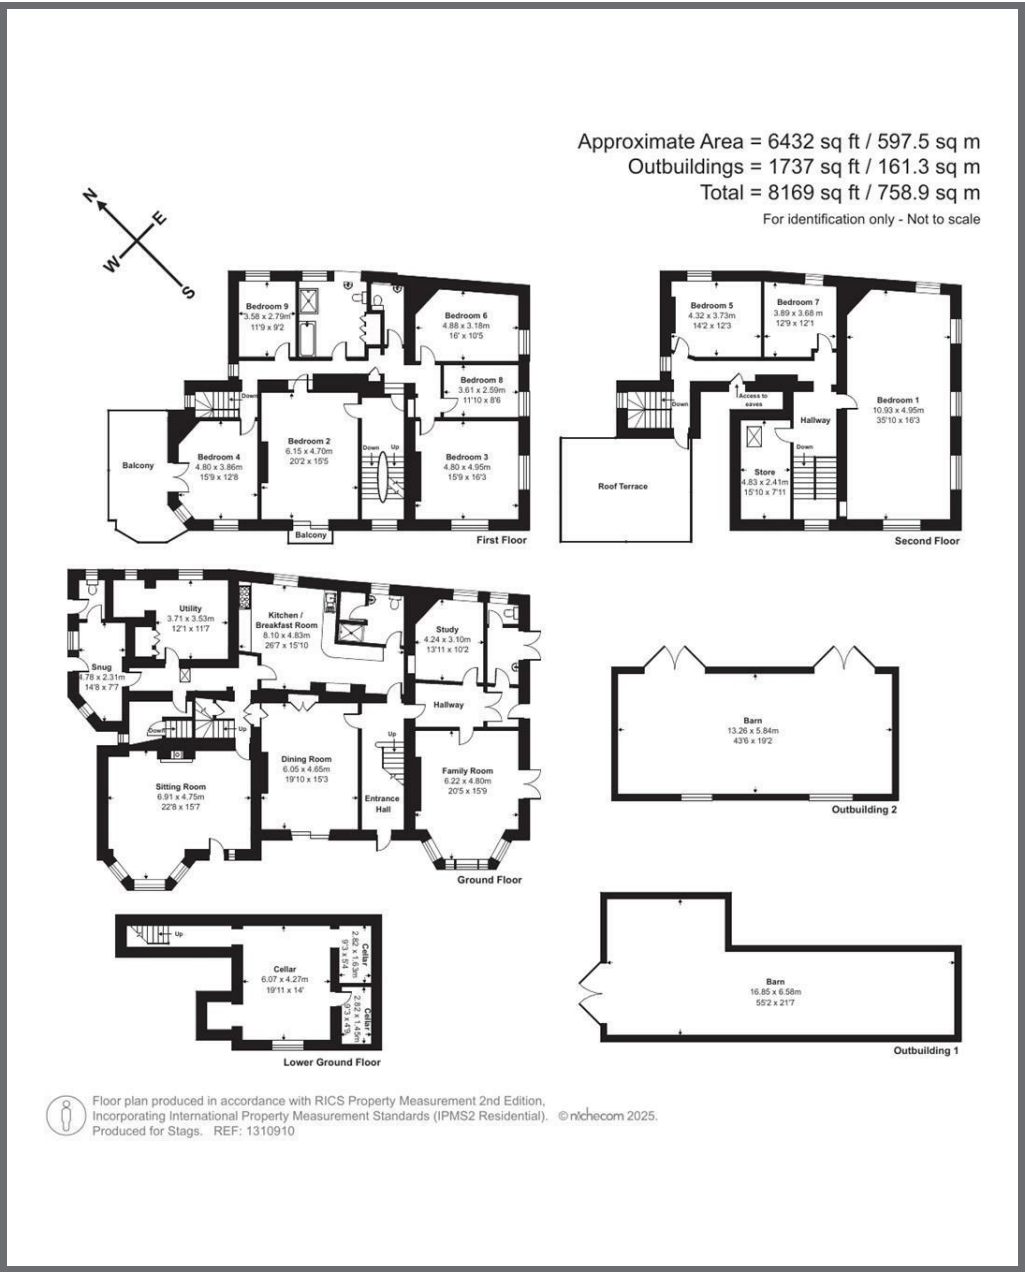 Approximate Area = 6432 sq ft / 597.5 sq m
Outbuildings = 1737 sq ft / 161.3 sq m
Total = 8169 sq ft / 758.9 sq m
For identification only - Not to scale
N
E
W
S
Bedroom 9
3.58 x 2.79m
11'9 x 9'2
Bedroom 6
4.88 x 3.18m
16' x 10'5
Bedroom 8
3.61 x 2.59m
11'10 x 8'6
Down
Bedroom 2
6.15 x 4.70m
20'2 x 15'5
Bedroom 4
4.80 x 3.86m
15'9 x 12'8
Balcony
Down
Up
Bedroom 3
4.80 x 4.95m
15'9 x 16'3
Balcony
First Floor
Bedroom 5
4.32 x 3.73m
14'2 x 12'3
Bedroom 7
3.89 x 3.68 m
12'9 x 12'1
Down
Access to
eaves
Bedroom 1
10.93 x 4.95m
35'10 x 16'3
Hallway
Down
Store
4.83 x 2.41m
15'10 x 7'11
Roof Terrace
Second Floor
Utility
3.71 x 3.53m
12'1 x 11'7
Kitchen /
Breakfast Room
8.10 x 4.83m
26'7 x 15'10
Study
4.24 x 3.10m
13'11 x 10'2
Snug
4.78 x 2.31m
14'8 x 7'7
Hallway
Down
Up
Up
Dining Room
6.05 x 4.65m
19'10 x 15'3
Family Room
6.22 x 4.80m
20'5 x 15'9
Sitting Room
6.91 x 4.75m
22'8 x 15'7
Entrance
Hall
Ground Floor
Barn
13.26 x 5.84m
43'6 x 19'2
Outbuilding 2
Up
Cellar
6.07 x 4.27m
19'11 x 14'
Cellar
2.82 x 1.63m
9'3 x 5'4
Cellar
2.82 x 1.45m
9'3 x 4'9
Lower Ground Floor
Barn
16.85 x 6.58m
55'2 x 21'7
Outbuilding 1
Floor plan produced in accordance with RICS Property Measurement 2nd Edition,
Incorporating International Property Measurement Standards (IPMS2 Residential). © nichecom 2025.
Produced for Stags. REF: 1310910